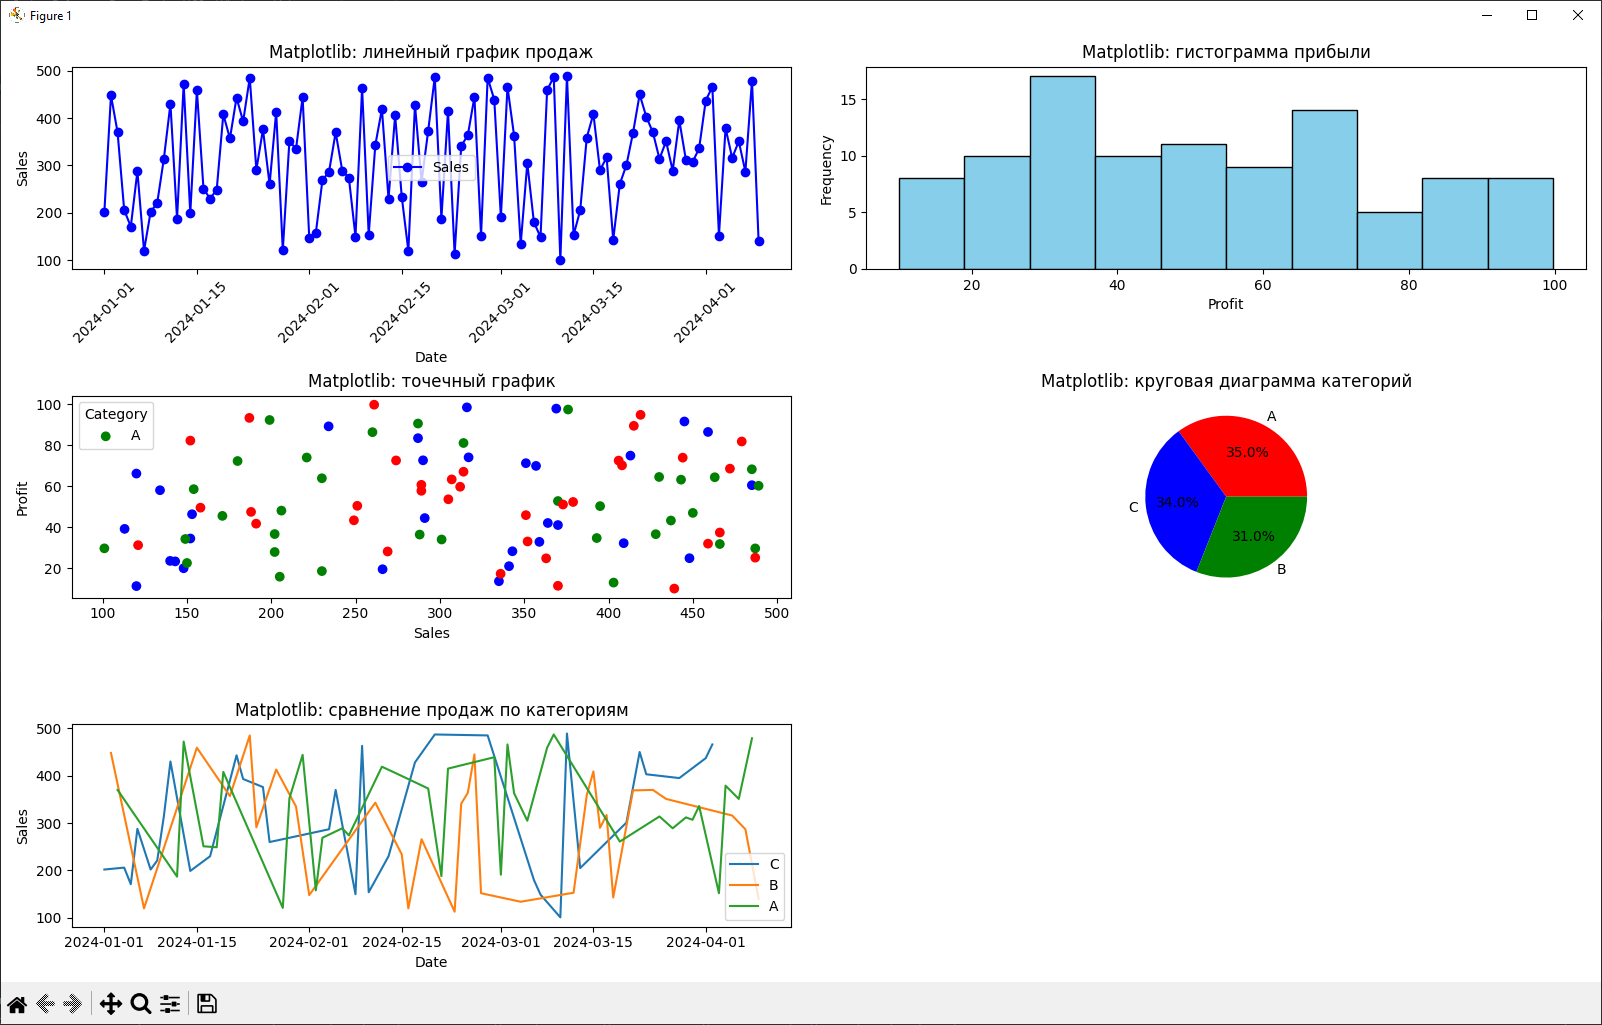 Figure 1
Matplotlib: линейный график продаж
500
400
300
200
100
Sales
Sales
2024-01-01
2024-01-15
2024-02-01
2024-02-15
2024-03-01
2024-03-15
2024-04-01
Date
Matplotlib: гистограмма прибыли
15
10
5
0
Frequency
20 40 60 80 100
Profit
Matplotlib: точечный график
100
80
60
40
20
Profit
Category
A
100 150 200 250 300 350 400 450 500
Sales
Matplotlib: круговая диаграмма категорий
A
35.0%
C
34.0%
31.0%
B
Matplotlib: сравнение продаж по категориям
500
400
300
200
100
Sales
C
B
A
2024-01-01 2024-01-15 2024-02-01 2024-02-15 2024-03-01 2024-03-15 2024-04-01
Date